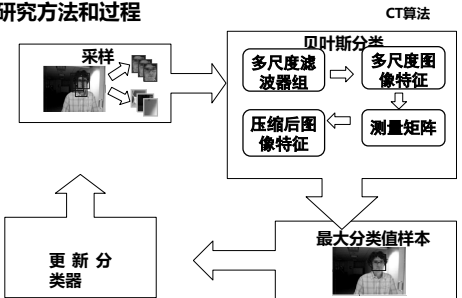 研究方法和过程
CT算法
采样
贝叶斯分类
多尺度滤
波器组
多尺度图
像特征
压缩后图
像特征
测量矩阵
最大分类值样本
更 新 分
类器